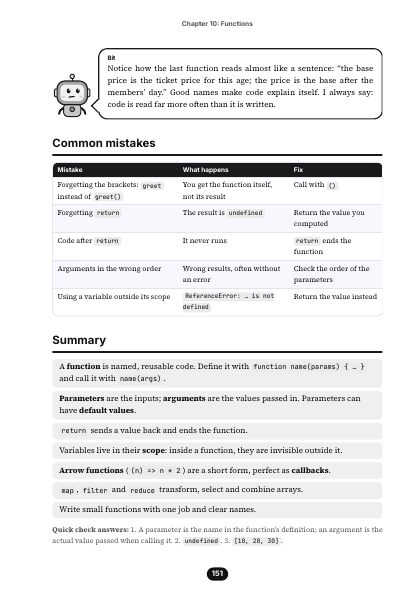 Chapter 10: Functions
Bit
Notice how the last function reads almost like a sentence: “the base
price is the ticket price for this age; the price is the base after the
members’ day.” Good names make code explain itself. I always say:
code is read far more often than it is written.
Common mistakes
Mistake What happens Fix
Forgetting the brackets: greet You get the function itself, Call with ()
instead of greet() not its result
Forgetting return The result is undefined Return the value you
computed
Code after return It never runs return ends the
function
Arguments in the wrong order Wrong results, often without Check the order of the
an error parameters
Using a variable outside its scope ReferenceError: … is not Return the value instead
defined
Summary
A function is named, reusable code. Define it with function name(params) { … }
and call it with name(args).
Parameters are the inputs; arguments are the values passed in. Parameters can
have default values.
return sends a value back and ends the function.
Variables live in their scope: inside a function, they are invisible outside it.
Arrow functions ((n) => n * 2) are a short form, perfect as callbacks.
map, filter and reduce transform, select and combine arrays.
Write small functions with one job and clear names.
Quick check answers: 1. A parameter is the name in the function’s definition; an argument is the
actual value passed when calling it. 2. undefined. 3. [10, 20, 30].
151